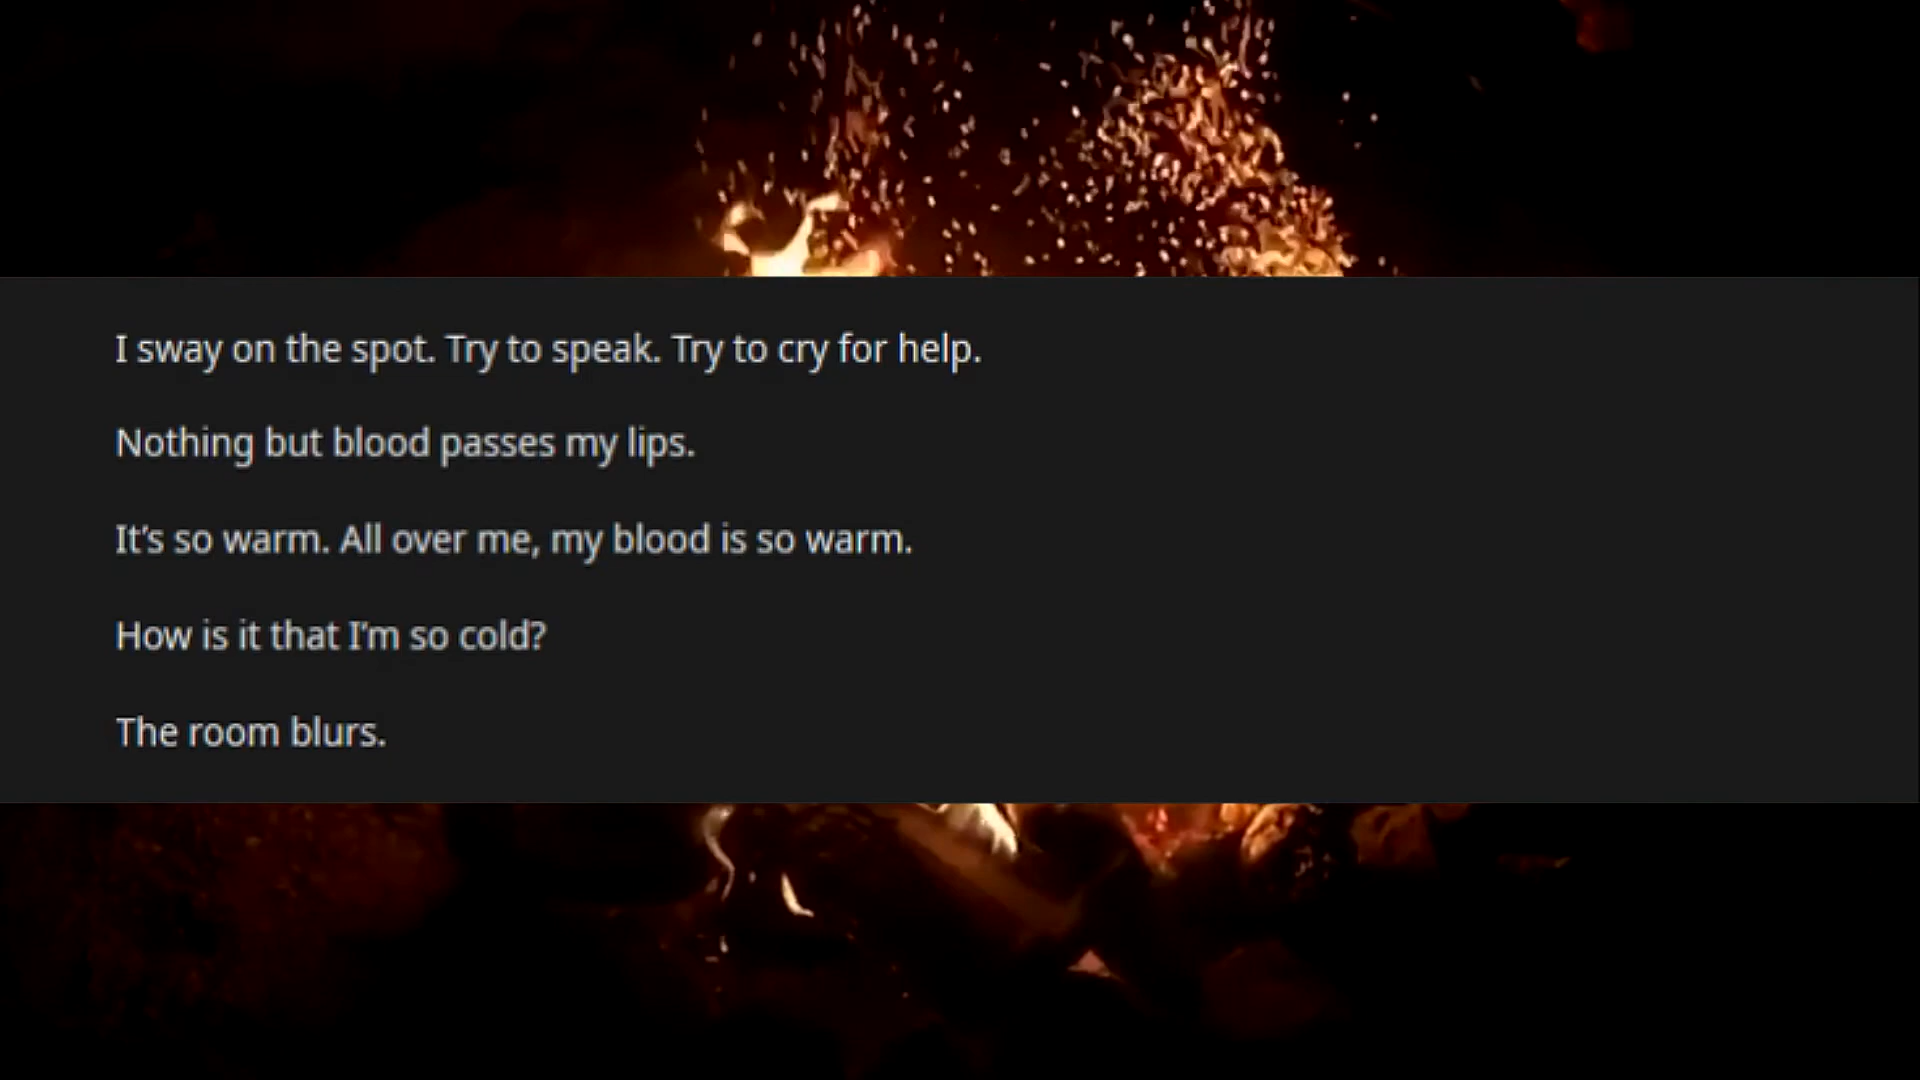 I sway on the spot. Try to speak. Try to cry for help.
Nothing but blood passes my lips.
It’s so warm. All over me, my blood is so warm.
How is it that I’m so cold?
The room blurs.